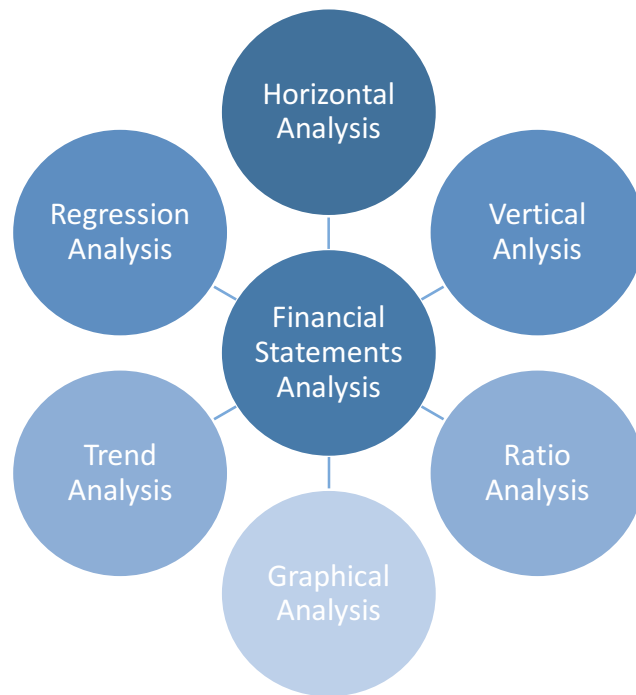 Horizontal
Analysis
Regression
Analysis
Vertical
Anlysis
Financial
Statements
Analysis
Trend
Analysis
Ratio
Analysis
Graphical
Analysis